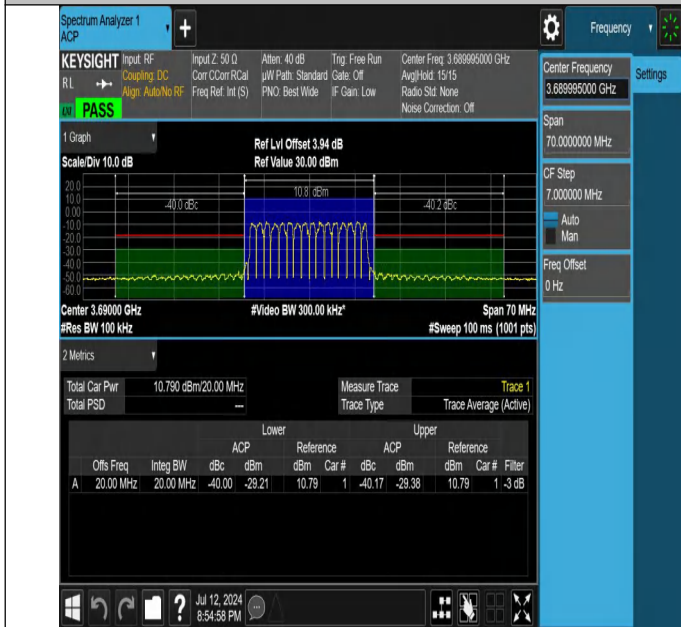 Spectrum Analyzer 1
ACP
+
Frequency
KEYSIGHT Input: RF Input Z: 50 Ω Atten: 40 dB Trig: Free Run Center Freq: 3.689995000 GHz
RL Coupling: DC Corr CCorr RCal µW Path: Standard Gate: Off Avg|Hold: 15/15
Align: Auto/No RF Freq Ref: Int (S) PNO: Best Wide IF Gain: Low Radio Std: None
LXI PASS Noise Correction: Off
Center Frequency
3.689995000 GHz
Settings
Span
70.0000000 MHz
CF Step
7.000000 MHz
Auto
Man
Freq Offset
0 Hz
1 Graph
Ref Lvl Offset 3.94 dB
Scale/Div 10.0 dB Ref Value 30.00 dBm
20.0
10.0
0.00
-10.0
-20.0
-30.0
-40.0
-50.0
-60.0
-40.0 dBc 10.8 dBm -40.2 dBc
Center 3.69000 GHz #Video BW 300.00 kHz* Span 70 MHz
#Res BW 100 kHz #Sweep 100 ms (1001 pts)
2 Metrics
Total Car Pwr 10.790 dBm/20.00 MHz Measure Trace Trace 1
Total PSD --- Trace Type Trace Average (Active)
Lower Upper
ACP Reference ACP Reference
Offs Freq Integ BW dBc dBm dBm Car # dBc dBm dBm Car # Filter
A 20.00 MHz 20.00 MHz -40.00 -29.21 10.79 1 -40.17 -29.38 10.79 1 -3 dB
? Jul 12, 2024
8:54:58 PM